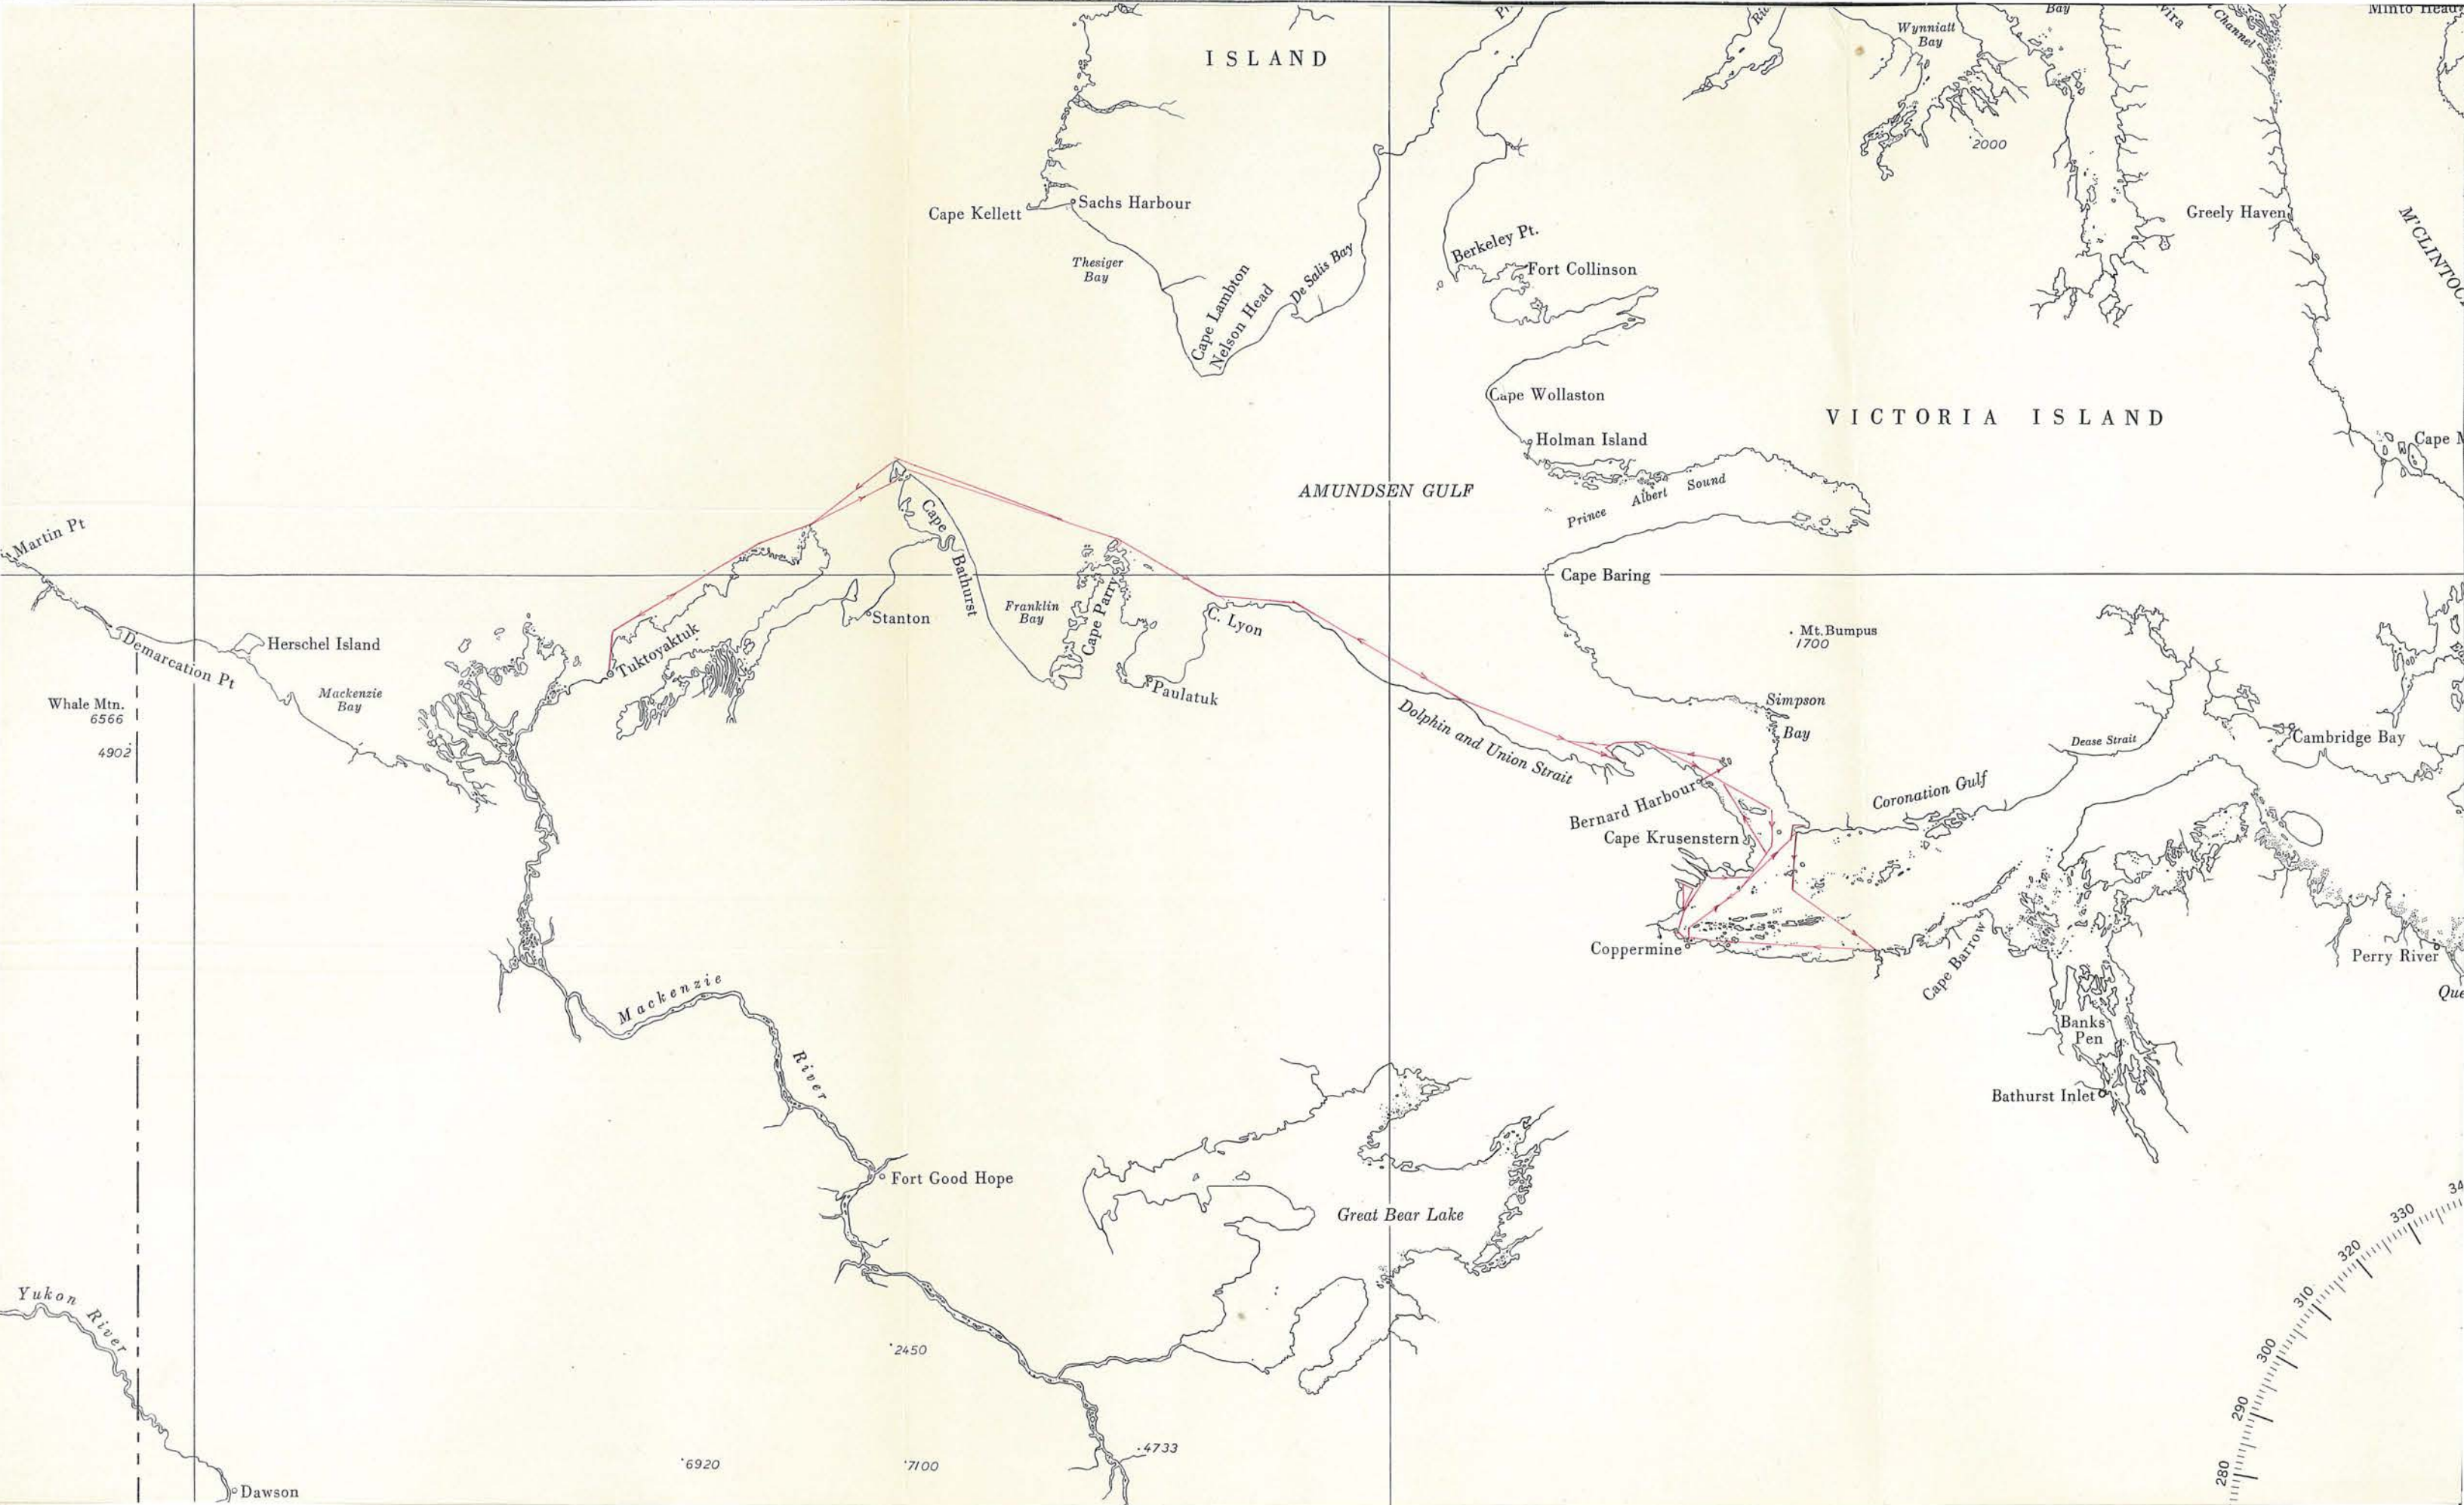 ISLAND
Wynniatt
Bay
Bay
Channel
Minto Head
2000
Cape Kellett
Sachs Harbour
Greely Haven
Thesiger
Bay
Cape Lambton
Nelson Head
De Salis Bay
Berkeley Pt.
Fort Collinson
Cape Wollaston
VICTORIA ISLAND
Holman Island
AMUNDSEN GULF
Prince Albert Sound
Martin Pt
Cape Bathurst
Cape Baring
Demarcation Pt
Herschel Island
Mackenzie
Bay
Tuktoyaktuk
Stanton
Franklin
Bay
Cape Parry
C. Lyon
Paulatuk
Mt. Bumpus
1700
Whale Mtn.
6566
4902
Simpson
Bay
Dolphin and Union Strait
Dease Strait
Cambridge Bay
Coronation Gulf
Bernard Harbour
Cape Krusenstern
Coppermine
Cape Barrow
Perry River
Mackenzie
River
Banks
Pen
Bathurst Inlet
Fort Good Hope
Great Bear Lake
Yukon River
330
320
310
300
290
280
2450
4733
6920
7100
Dawson